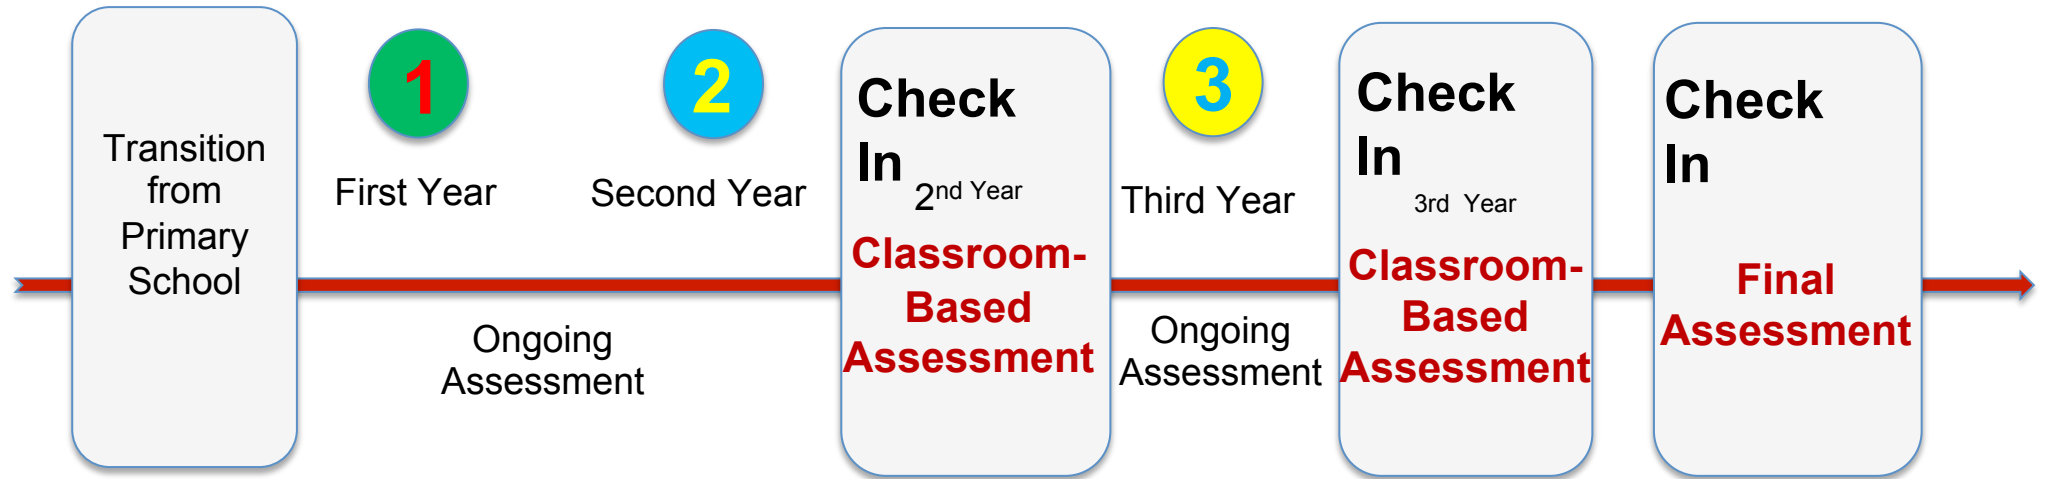 Transition
from
Primary
School
1
First Year
2
Second Year
Ongoing
Assessment
Check
In
2nd Year
Classroom-
Based
Assessment
3
Third Year
Ongoing
Assessment
Check
In
3rd Year
Classroom-
Based
Assessment
Check
In
Final
Assessment